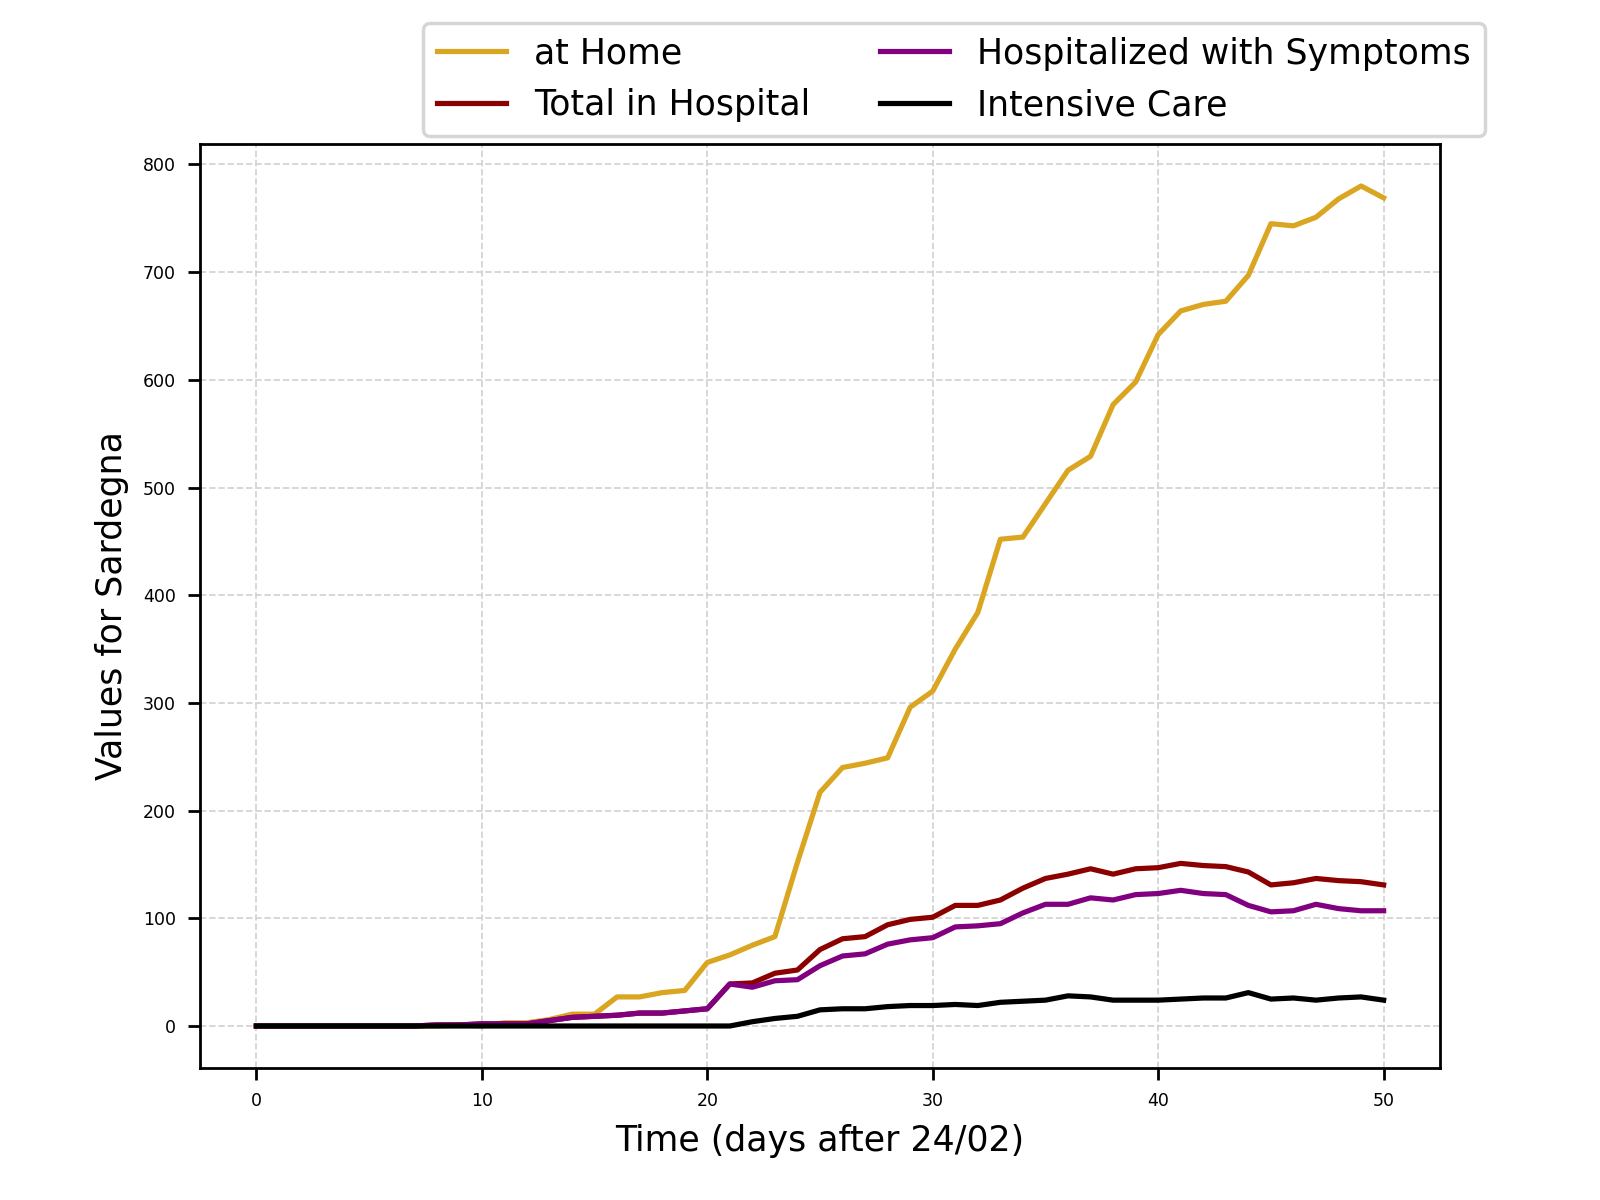 at Home
Total in Hospital
Hospitalized with Symptoms
Intensive Care
800
700
600
500
400
300
200
100
0
Values for Sardegna
0 10 20 30 40 50
Time (days after 24/02)